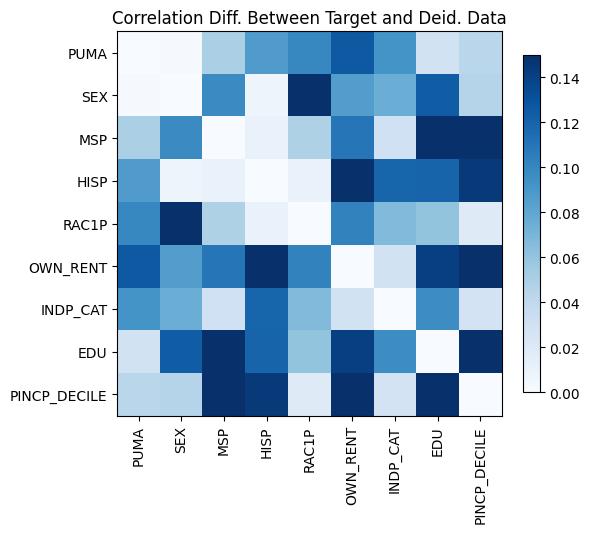 Correlation Diff. Between Target and Deid. Data
PUMA
SEX
MSP
HISP
RAC1P
OWN_RENT
INDP_CAT
EDU
PINCP_DECILE
PUMA
SEX
MSP
HISP
RAC1P
OWN_RENT
INDP_CAT
EDU
PINCP_DECILE
0.14
0.12
0.10
0.08
0.06
0.04
0.02
0.00